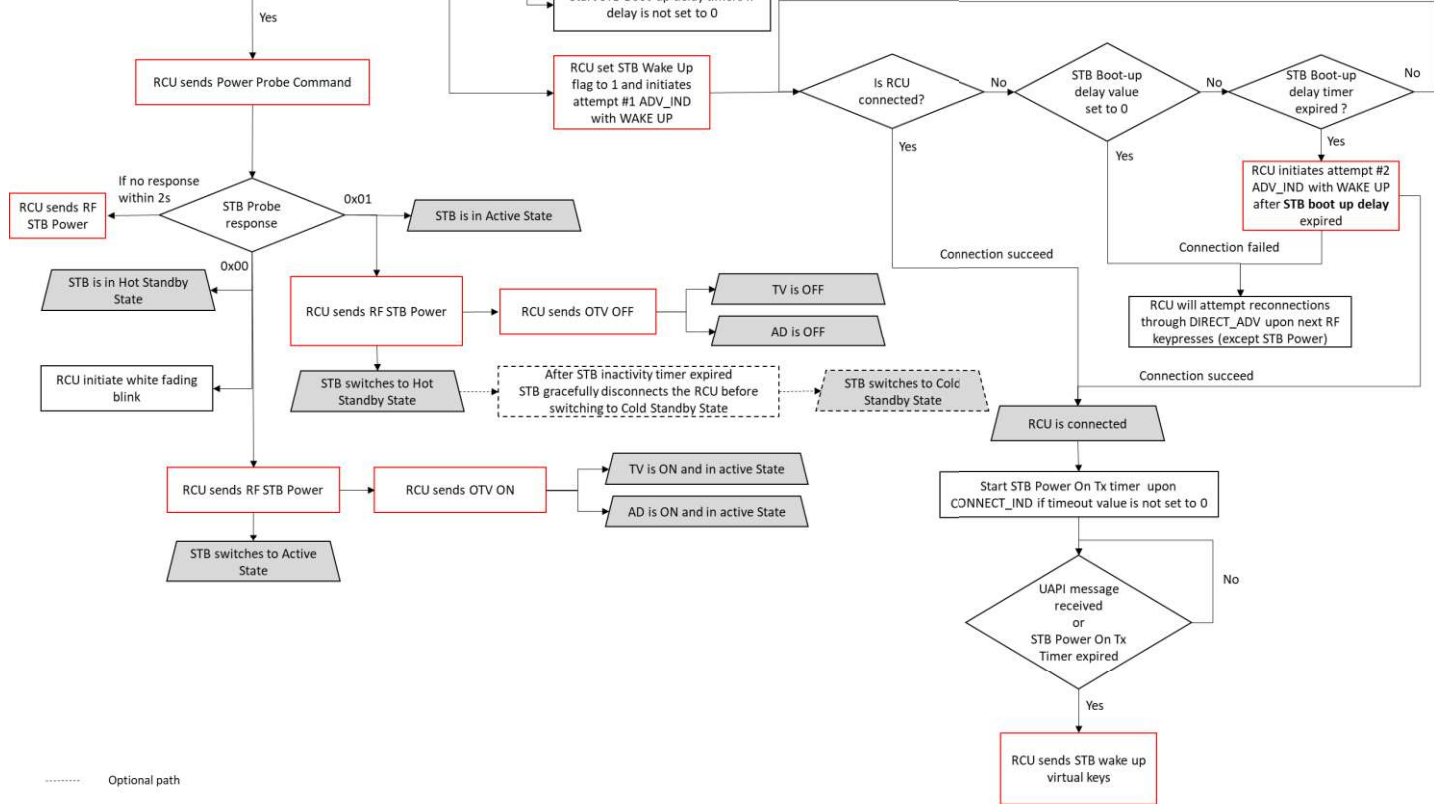 delay is not set to 0
Yes
RCU sends Power Probe Command
RCU set STB Wake Up
flag to 1 and initiates
attempt #1 ADV_IND
with WAKE UP
Is RCU
connected?
No
STB Boot-up
delay value
set to 0
No
STB Boot-up
delay timer
expired ?
No
Yes
Yes
Yes
RCU initiates attempt #2
ADV_IND with WAKE UP
after STB boot up delay
expired
If no response
within 2s
RCU sends RF
STB Power
STB Probe
response
0x01
STB is in Active State
0x00
Connection succeed
Connection failed
STB is in Hot Standby
State
RCU sends RF STB Power
RCU sends OTV OFF
TV is OFF
AD is OFF
RCU will attempt reconnections
through DIRECT_ADV upon next RF
keypresses (except STB Power)
RCU initiate white fading
blink
STB switches to Hot
Standby State
After STB inactivity timer expired
STB gracefully disconnects the RCU before
switching to Cold Standby State
STB switches to Cold
Standby State
Connection succeed
RCU is connected
RCU sends RF STB Power
RCU sends OTV ON
TV is ON and in active State
AD is ON and in active State
Start STB Power On Tx timer upon
CONNECT_IND if timeout value is not set to 0
STB switches to Active
State
UAPI message
received
or
STB Power On Tx
Timer expired
No
Yes
RCU sends STB wake up
virtual keys
Optional path